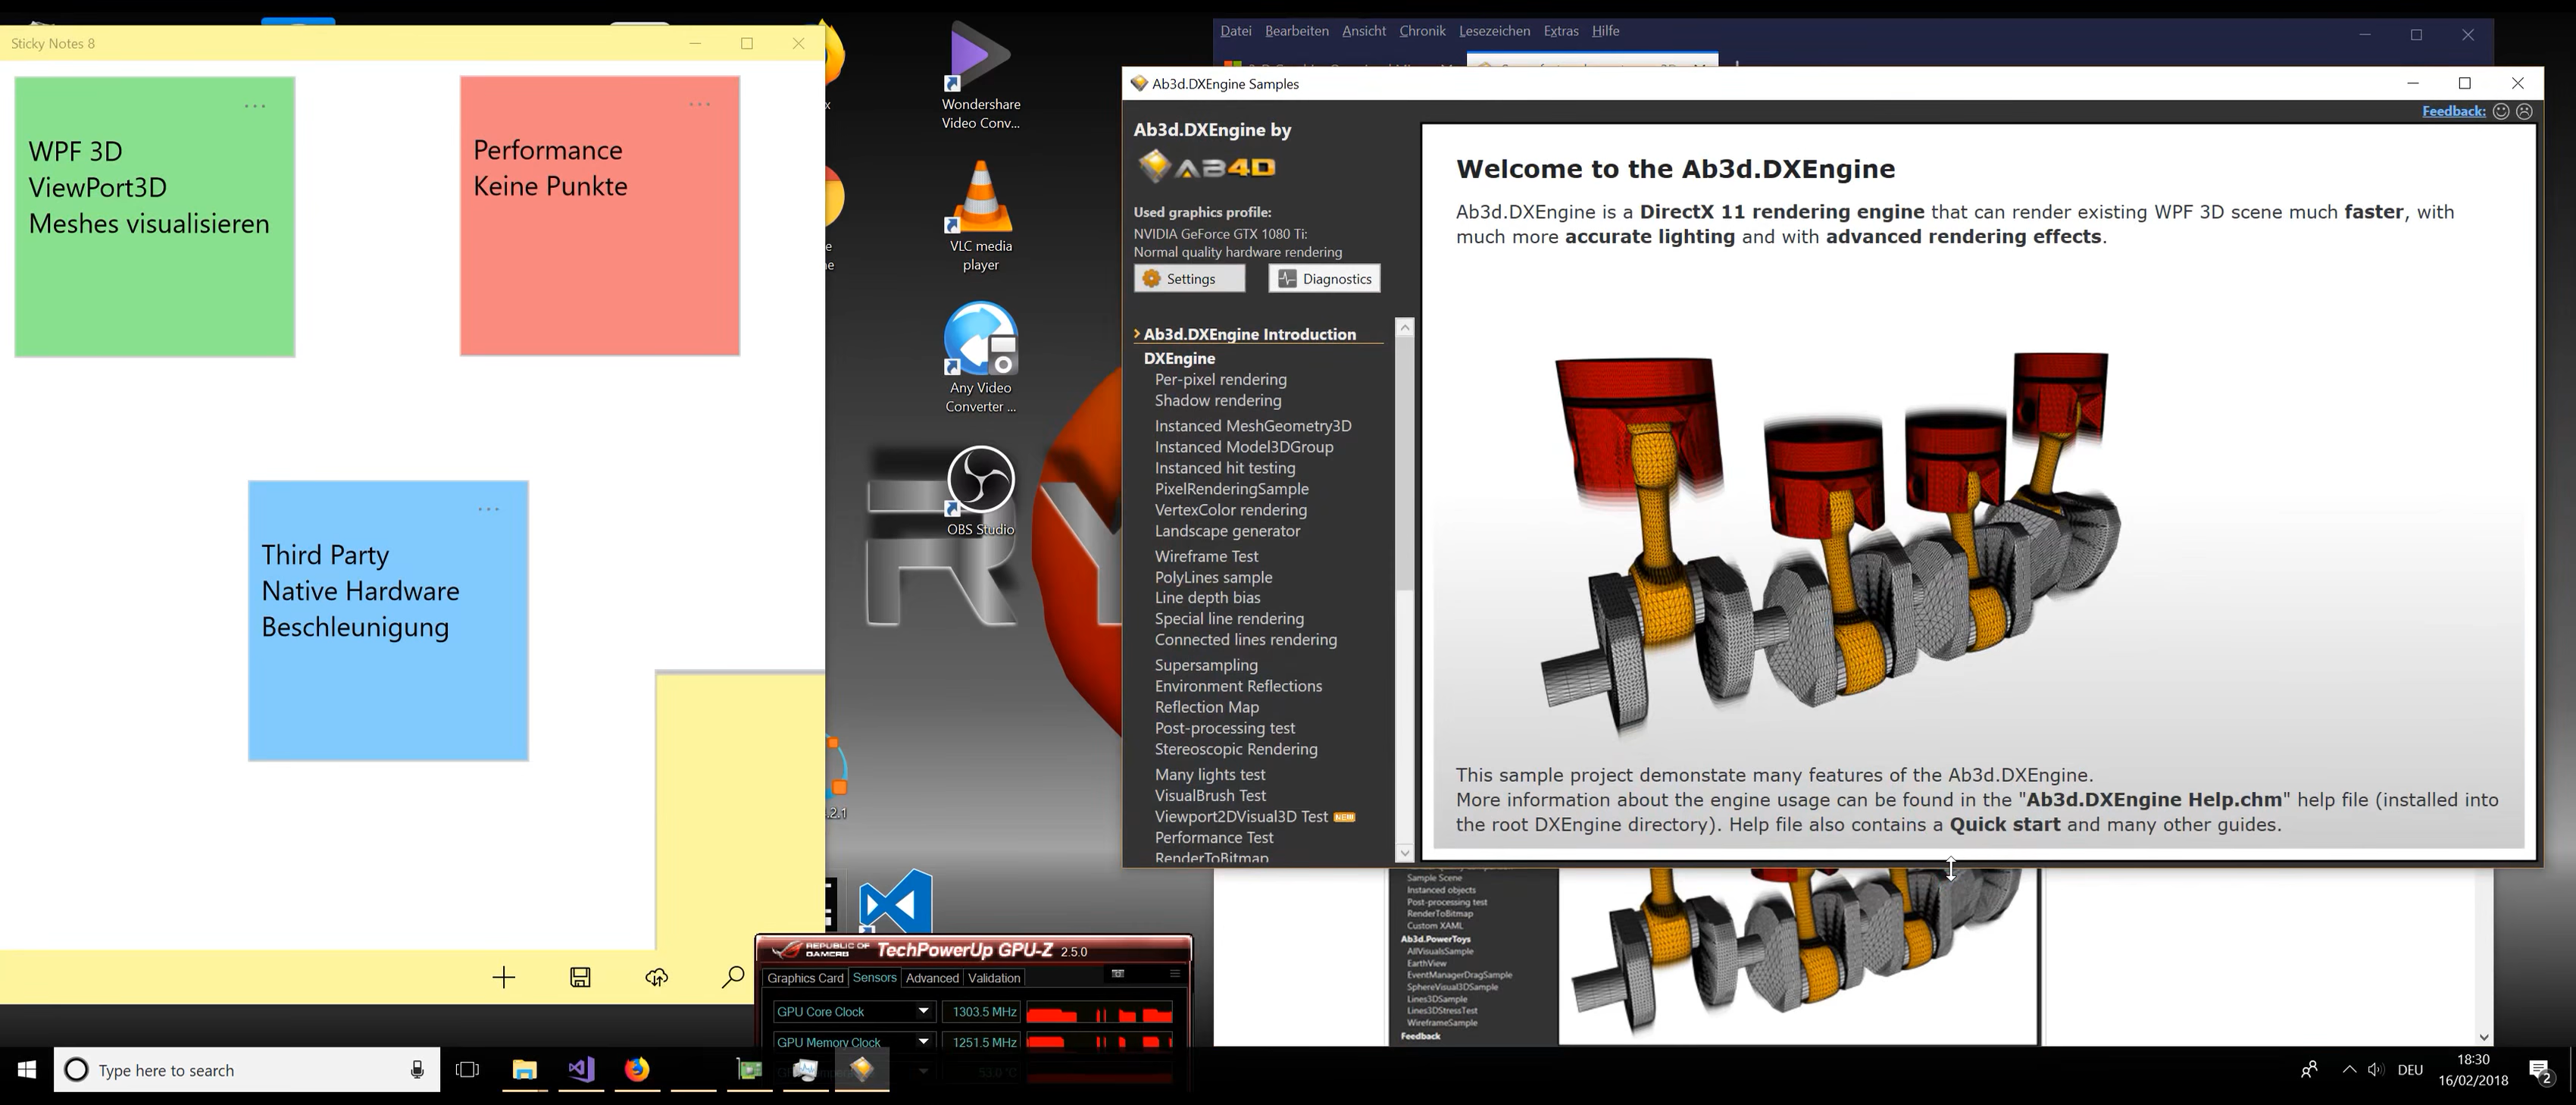 Sticky Notes 8
WPF 3D
ViewPort3D
Meshes visualisieren
Performance
Keine Punkte
Third Party
Native Hardware
Beschleunigung
Wondershare
Video Conv...
VLC media
player
Any Video
Converter ...
OBS Studio
.2.1
REPUBLIC OF
GAMERS
TechPowerUp GPU-Z 2.5.0
Graphics Card
Sensors
Advanced
Validation
GPU Core Clock
1303.5 MHz
GPU Memory Clock
1251.5 MHz
53.0 °C
Datei Bearbeiten Ansicht Chronik Lesezeichen Extras Hilfe
Ab3d.DXEngine Samples
Feedback:
Ab3d.DXEngine by
AB4D
Used graphics profile:
NVIDIA GeForce GTX 1080 Ti:
Normal quality hardware rendering
Settings
Diagnostics
Ab3d.DXEngine Introduction
DXEngine
Per-pixel rendering
Shadow rendering
Instanced MeshGeometry3D
Instanced Model3DGroup
Instanced hit testing
PixelRenderingSample
VertexColor rendering
Landscape generator
Wireframe Test
PolyLines sample
Line depth bias
Special line rendering
Connected lines rendering
Supersampling
Environment Reflections
Reflection Map
Post-processing test
Stereoscopic Rendering
Many lights test
VisualBrush Test
Viewport2DVisual3D Test NEW!
Performance Test
RenderToBitmap
Welcome to the Ab3d.DXEngine
Ab3d.DXEngine is a DirectX 11 rendering engine that can render existing WPF 3D scene much faster, with
much more accurate lighting and with advanced rendering effects.
This sample project demonstate many features of the Ab3d.DXEngine.
More information about the engine usage can be found in the "Ab3d.DXEngine Help.chm" help file (installed into
the root DXEngine directory). Help file also contains a Quick start and many other guides.
Sample Scene
Instanced objects
Post-processing test
RenderToBitmap
Custom XAML
Ab3d.PowerToys
AllVisualsSample
EarthView
EventManagerDragSample
SphereVisual3DSample
Lines3DSample
Lines3DStressTest
WireframeSample
Feedback
Type here to search
DEU
18:30
16/02/2018
2